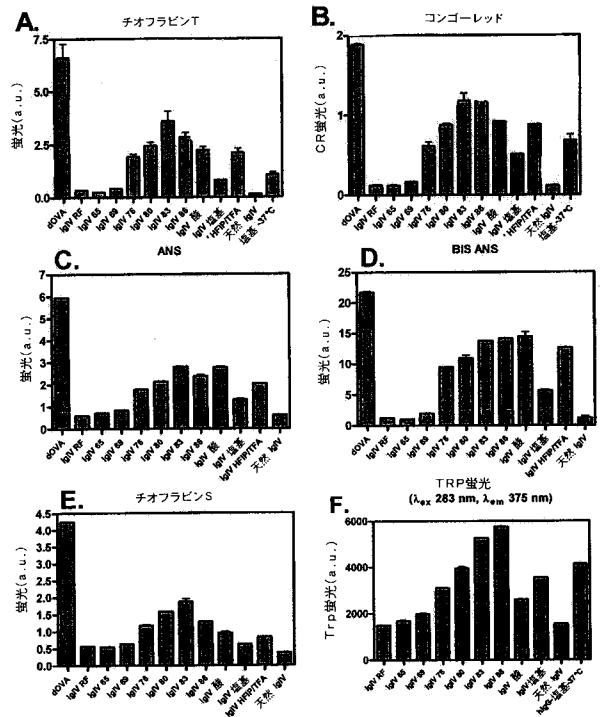 A.
チオフラビンT
蛍光(a.u.)
7.5
5.0
2.5
0.0
dOVA
IgIV RF
IgIV 65
IgIV 69
IgIV 76
IgIV 80
IgIV 83
IgIV 86
IgIV 酸
IgIV 塩基
HFIP/TFA
天然 IgIV
塩基-37℃
B.
コンゴーレッド
CR蛍光(a.u.)
2
1
0
dOVA
IgIV RF
IgIV 65
IgIV 69
IgIV 76
IgIV 80
IgIV 83
IgIV 86
IgIV 酸
IgIV 塩基
HFIP/TFA
天然 IgIV
塩基-37℃
C.
ANS
蛍光(a.u.)
7
6
5
4
3
2
1
0
dOVA
IgIV RF
IgIV 65
IgIV 69
IgIV 76
IgIV 80
IgIV 83
IgIV 86
IgIV 酸
IgIV 塩基
IgIV HFIP/TFA
天然 IgIV
D.
BIS ANS
蛍光(a.u.)
25
20
15
10
5
0
dOVA
IgIV RF
IgIV 65
IgIV 69
IgIV 76
IgIV 80
IgIV 83
IgIV 86
IgIV 酸
IgIV 塩基
IgIV HFIP/TFA
天然 IgIV
E.
チオフラビンS
蛍光(a.u.)
4.5
4.0
3.5
3.0
2.5
2.0
1.5
1.0
0.5
0.0
dOVA
IgIV RF
IgIV 65
IgIV 69
IgIV 76
IgIV 80
IgIV 83
IgIV 86
IgIV 酸
IgIV 塩基
IgIV HFIP/TFA
天然 IgIV
F.
TRP蛍光
(λex 283 nm, λem 375 nm)
Trp蛍光(a.u.)
6000
4000
2000
0
IgIV RF
IgIV 65
IgIV 69
IgIV 76
IgIV 80
IgIV 83
IgIV 86
IgIV 酸
IgIV 塩基
天然 IgIV
hIgG-塩基-37℃